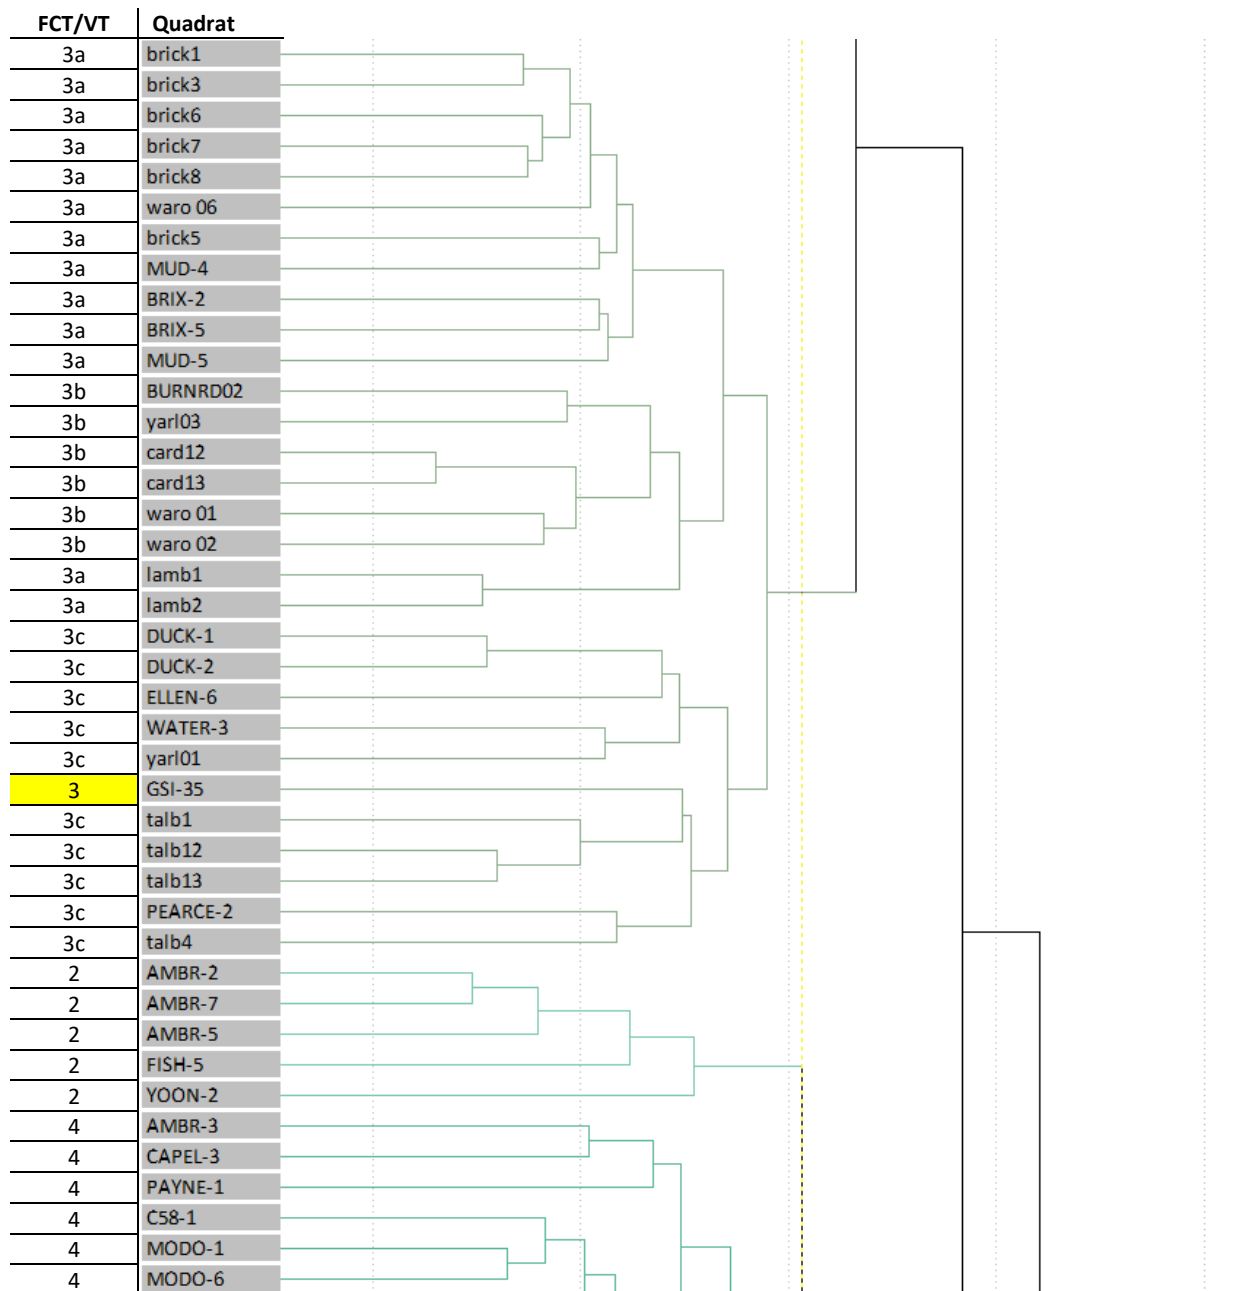 FCT/VT Quadrat
3a brick1
3a brick3
3a brick6
3a brick7
3a brick8
3a waro 06
3a brick5
3a MUD-4
3a BRIX-2
3a BRIX-5
3a MUD-5
3b BURNRD02
3b yarl03
3b card12
3b card13
3b waro 01
3b waro 02
3a lamb1
3a lamb2
3c DUCK-1
3c DUCK-2
3c ELLEN-6
3c WATER-3
3c yarl01
3 GSI-35
3c talb1
3c talb12
3c talb13
3c PEARCE-2
3c talb4
2 AMBR-2
2 AMBR-7
2 AMBR-5
2 FISH-5
2 YOON-2
4 AMBR-3
4 CAPEL-3
4 PAYNE-1
4 C58-1
4 MODO-1
4 MODO-6